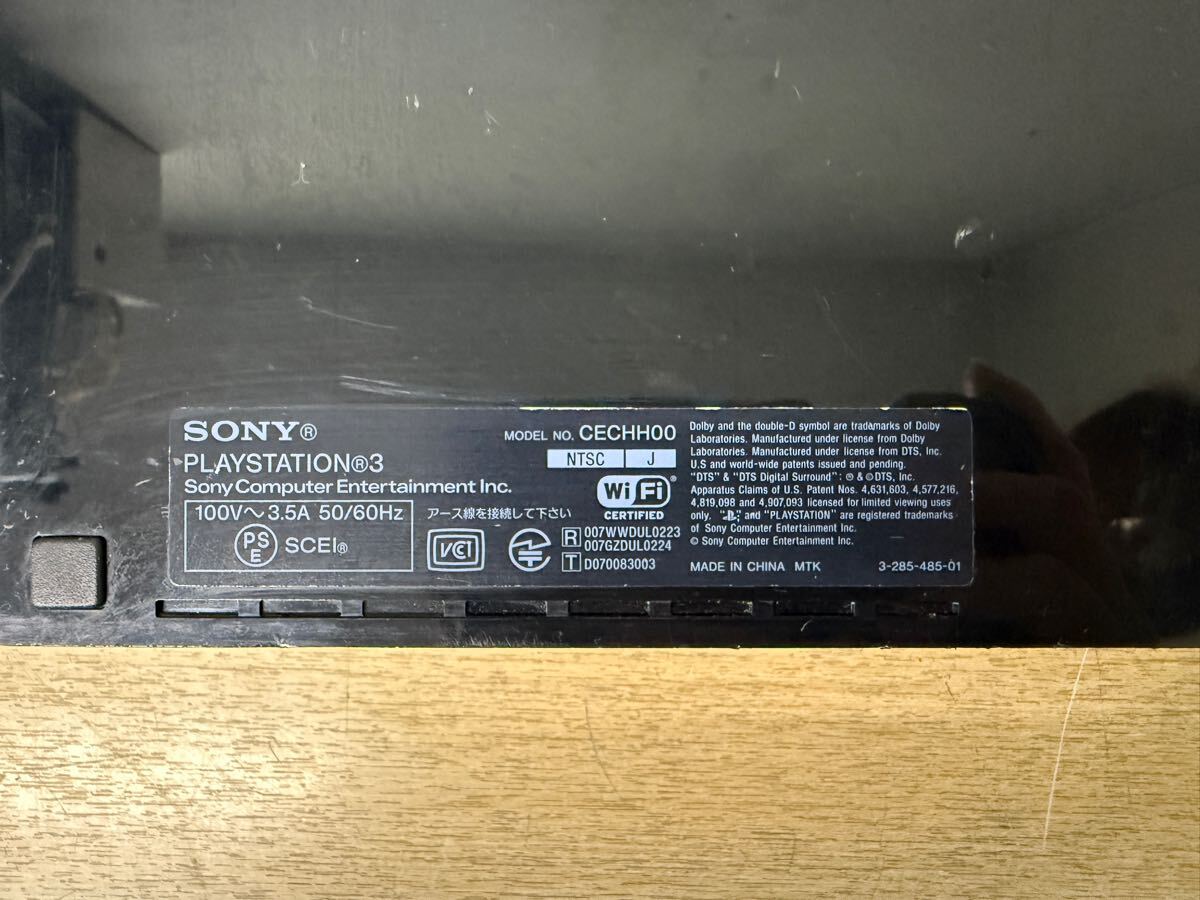 SONY®
MODEL NO. CECHH00
NTSC J
PLAYSTATION®3
Sony Computer Entertainment Inc.
Wi Fi®
CERTIFIED
100V～ 3.5A 50/60Hz
PS
E
SCEI®
アース線を接続して下さい
VCI
R 007WWDUL0223
007GZDUL0224
T D070083003
Dolby and the double-D symbol are trademarks of Dolby
Laboratories. Manufactured under license from Dolby
Laboratories. Manufactured under license from DTS, Inc.
U.S and world-wide patents issued and pending.
"DTS" & "DTS Digital Surround": ® & © DTS, Inc.
Apparatus Claims of U.S. Patent Nos. 4,631,603, 4,577,216,
4,819,098 and 4,907,093 licensed for limited viewing uses
only. " " and "PLAYSTATION" are registered trademarks
of Sony Computer Entertainment Inc.
© Sony Computer Entertainment Inc.
MADE IN CHINA MTK 3-285-485-01